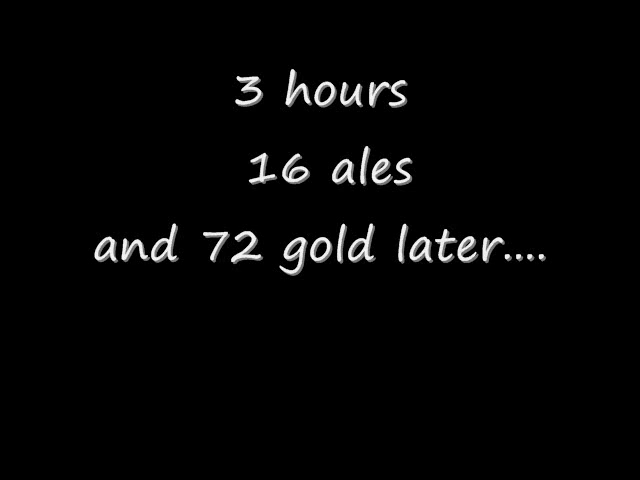 3 hours
16 ales
and 72 gold later....